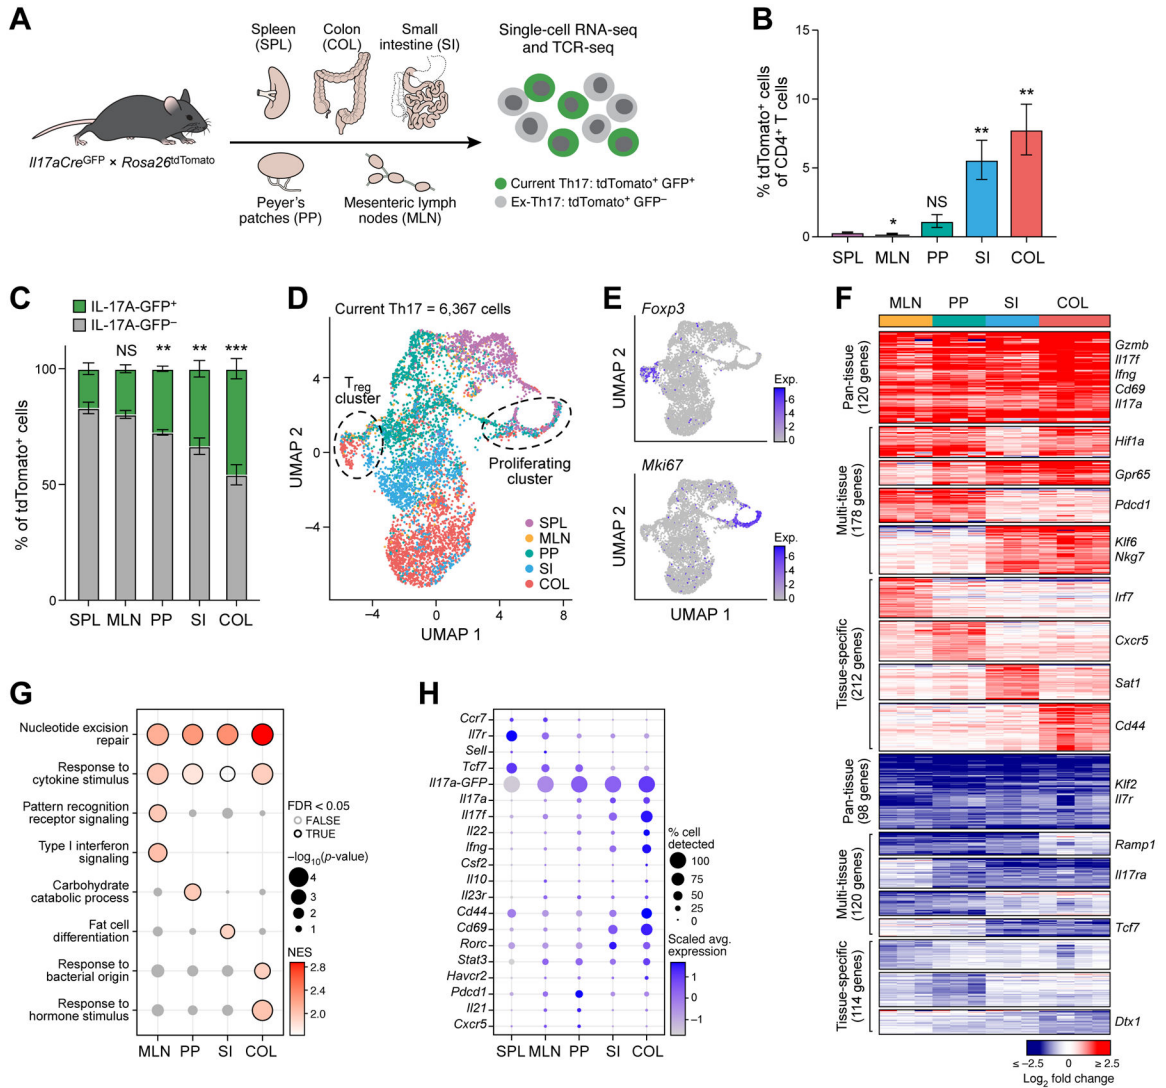 A
Spleen
(SPL)
Colon
(COL)
Small
intestine (SI)
Single-cell RNA-seq
and TCR-seq
Il17aCreGFP × Rosa26tdTomato
Peyer's
patches (PP)
Mesenteric lymph
nodes (MLN)
Current Th17: tdTomato+ GFP+
Ex-Th17: tdTomato+ GFP–
B
% tdTomato+ cells
of CD4+ T cells
15
10
5
0
*
NS
**
**
SPL
MLN
PP
SI
COL
C
IL-17A-GFP+
IL-17A-GFP–
% of tdTomato+ cells
100
50
0
NS
**
**
***
SPL
MLN
PP
SI
COL
D
Current Th17 = 6,367 cells
Treg
cluster
Proliferating
cluster
SPL
MLN
PP
SI
COL
UMAP 2
4
0
−4
−4
0
4
8
UMAP 1
E
Foxp3
UMAP 2
Exp.
8
6
4
2
0
Mki67
UMAP 2
Exp.
6
4
2
0
UMAP 1
F
MLN
PP
SI
COL
Pan-tissue
(120 genes)
Gzmb
Il17f
Ifng
Cd69
Il17a
Multi-tissue
(178 genes)
Hif1a
Gpr65
Pdcd1
Klf6
Nkg7
Tissue-specific
(212 genes)
Irf7
Cxcr5
Sat1
Cd44
Pan-tissue
(98 genes)
Klf2
Il7r
Multi-tissue
(120 genes)
Ramp1
Il17ra
Tcf7
Tissue-specific
(114 genes)
Dtx1
≤ −2.5
0
≥ 2.5
Log2 fold change
G
Nucleotide excision
repair
Response to
cytokine stimulus
Pattern recognition
receptor signaling
Type I interferon
signaling
Carbohydrate
catabolic process
Fat cell
differentiation
Response to
bacterial origin
Response to
hormone stimulus
MLN
PP
SI
COL
FDR < 0.05
FALSE
TRUE
−log10(p-value)
4
3
2
1
NES
2.8
2.4
2.0
H
Ccr7
Il7r
Sell
Tcf7
Il17a-GFP
Il17a
Il17f
Il22
Ifng
Csf2
Il10
Il23r
Cd44
Cd69
Rorc
Stat3
Havcr2
Pdcd1
Il21
Cxcr5
SPL
MLN
PP
SI
COL
% cell
detected
100
75
50
25
0
Scaled avg.
expression
1
0
−1